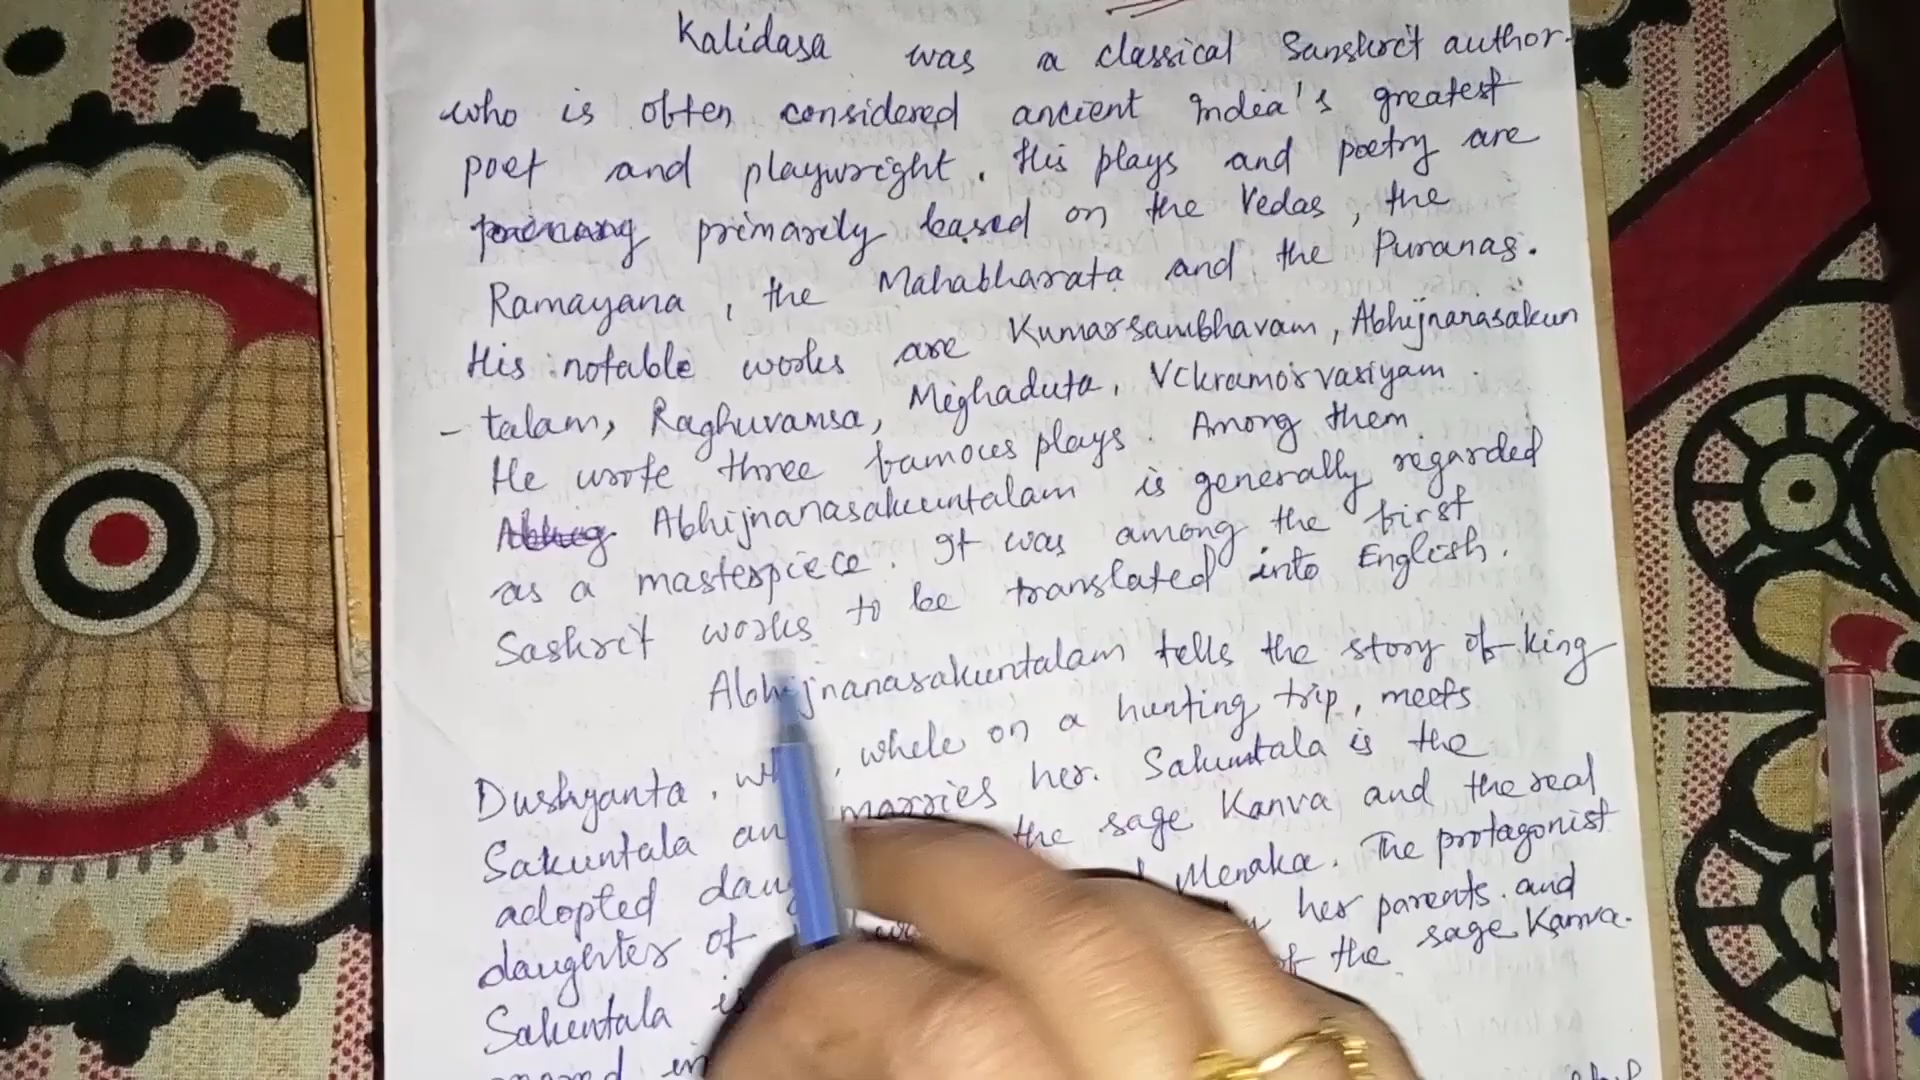 Kalidasa was a classical Sanskrit author
who is often considered ancient India's greatest
poet and playwright. His plays and poetry are
primarily based on the Vedas, the
Ramayana, the Mahabharata and the Puranas.
His notable works are Kumarsambhavam, Abhijnanasakun
- talam, Raghuvamsa, Meghaduta, Vikramorvasiyam.
He wrote three famous plays. Among them
Abhijnanasakuntalam is generally regarded
as a masterpiece. It was among the first
Saskrit works to be translated into English.
Abhijnanasakuntalam tells the story of king
Dushyanta, while on a hunting trip, meets
Sakuntala marries her. Sakuntala is the
adopted the sage Kanva and the real
daughter of Menaka. The protagonist
Sakuntala is her parents and
of the sage Kanva.